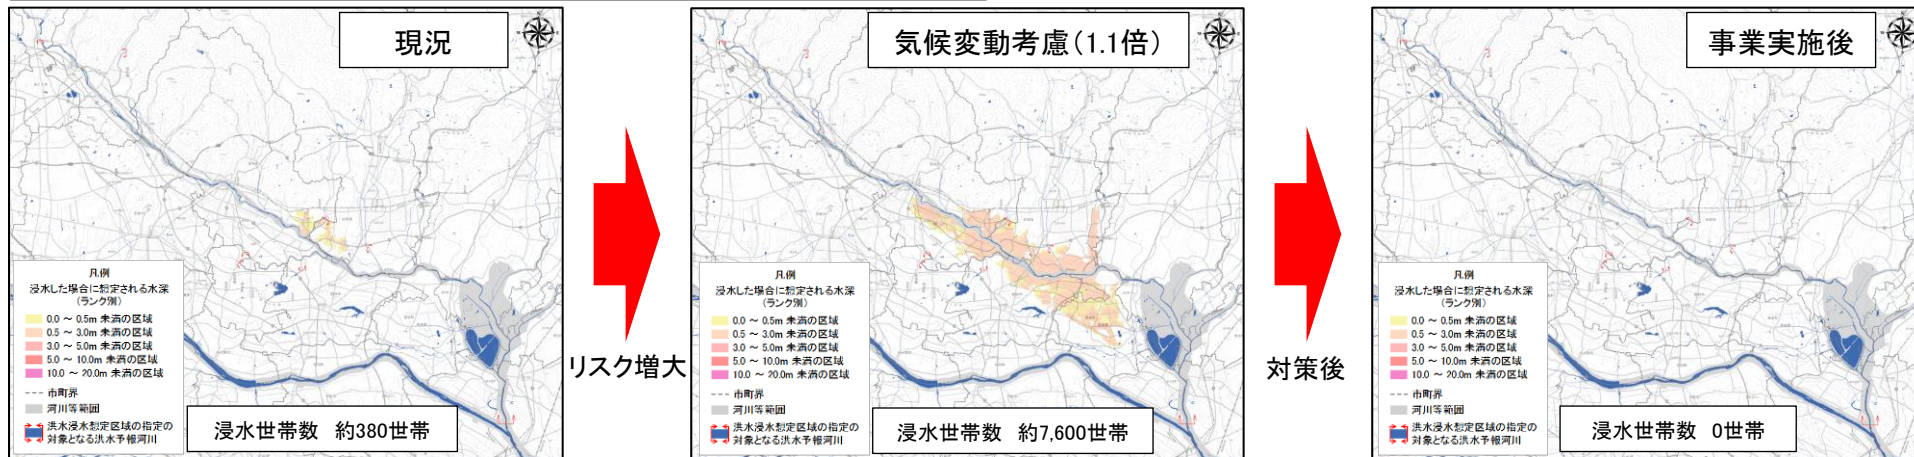 現況
凡例
浸水した場合に想定される水深
(ランク別)
0.0 ～ 0.5m 未満の区域
0.5 ～ 3.0m 未満の区域
3.0 ～ 5.0m 未満の区域
5.0 ～ 10.0m 未満の区域
10.0 ～ 20.0m 未満の区域
市町界
河川等範囲
洪水浸水想定区域の指定の
対象となる洪水予報河川
浸水世帯数 約380世帯
リスク増大
気候変動考慮(1.1倍)
凡例
浸水した場合に想定される水深
(ランク別)
0.0 ～ 0.5m 未満の区域
0.5 ～ 3.0m 未満の区域
3.0 ～ 5.0m 未満の区域
5.0 ～ 10.0m 未満の区域
10.0 ～ 20.0m 未満の区域
市町界
河川等範囲
洪水浸水想定区域の指定の
対象となる洪水予報河川
浸水世帯数 約7,600世帯
対策後
事業実施後
凡例
浸水した場合に想定される水深
(ランク別)
0.0 ～ 0.5m 未満の区域
0.5 ～ 3.0m 未満の区域
3.0 ～ 5.0m 未満の区域
5.0 ～ 10.0m 未満の区域
10.0 ～ 20.0m 未満の区域
市町界
河川等範囲
洪水浸水想定区域の指定の
対象となる洪水予報河川
浸水世帯数 0世帯